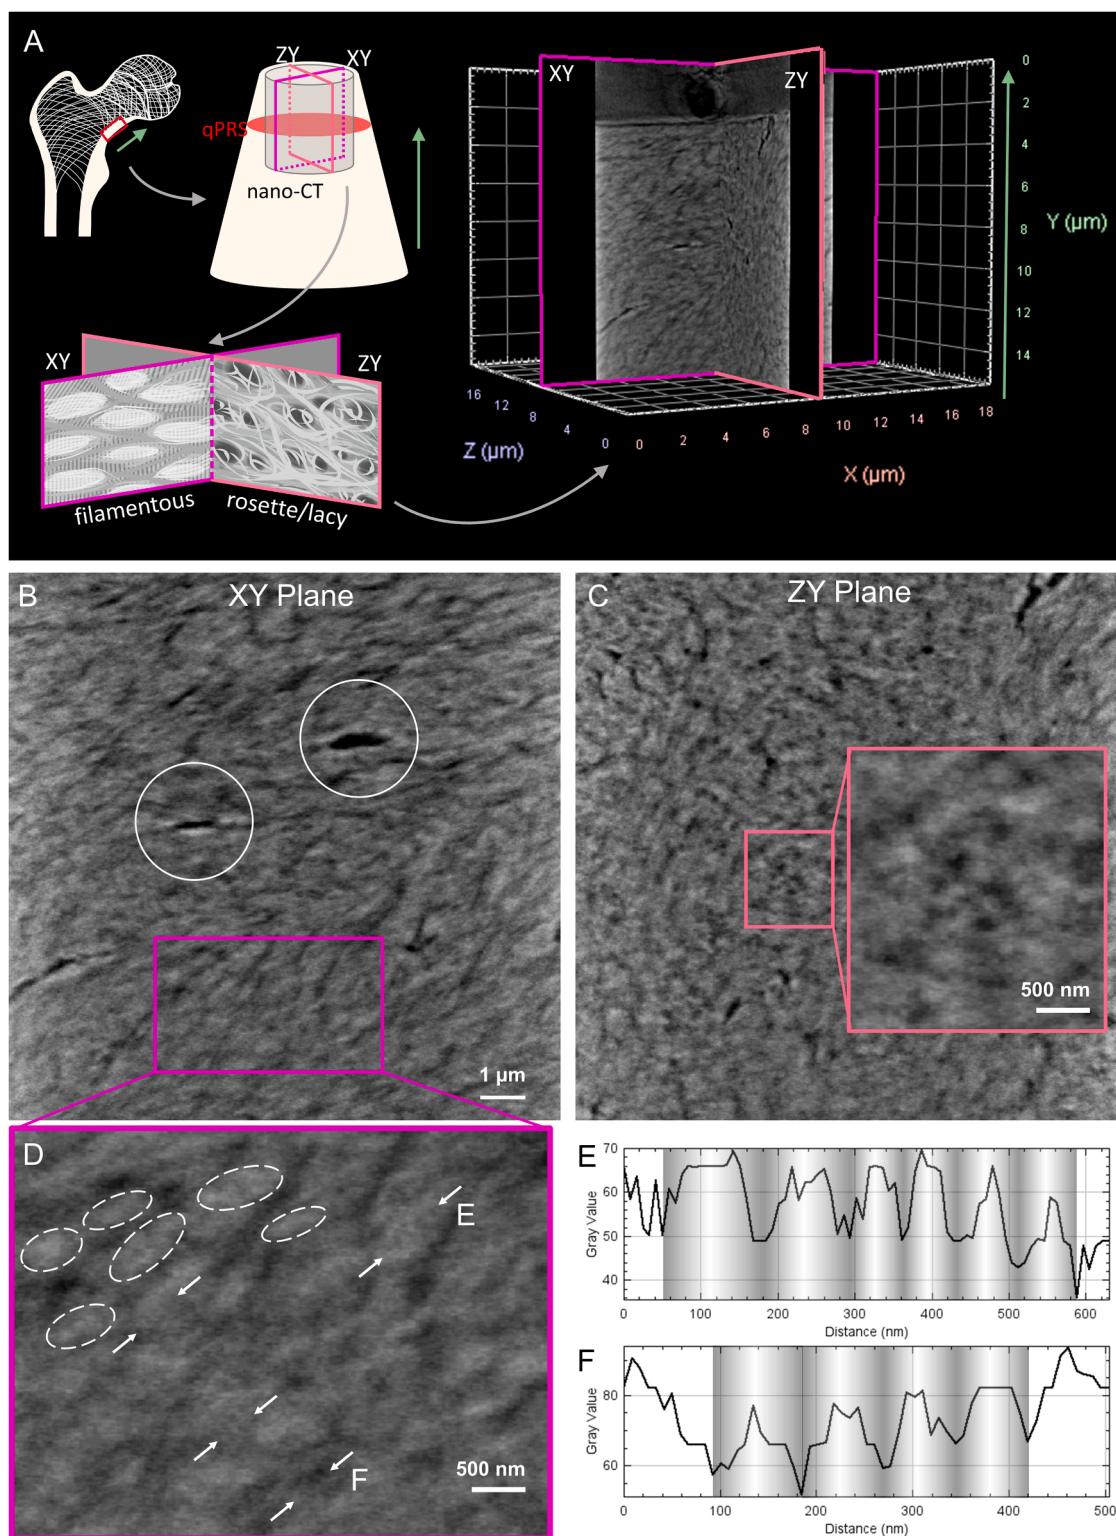 A
ZY
XY
qPRS
nano-CT
XY
ZY
filamentous
rosette/lacy
XY
ZY
0
2
4
6
8
10
12
14
Y (µm)
16
12
8
4
0
Z (µm)
0
2
4
6
8
10
12
14
16
18
X (µm)
B
XY Plane
1 µm
C
ZY Plane
500 nm
D
E
F
500 nm
E
70
60
50
40
Gray Value
0
100
200
300
400
500
600
Distance (nm)
F
80
60
Gray Value
0
100
200
300
400
500
Distance (nm)